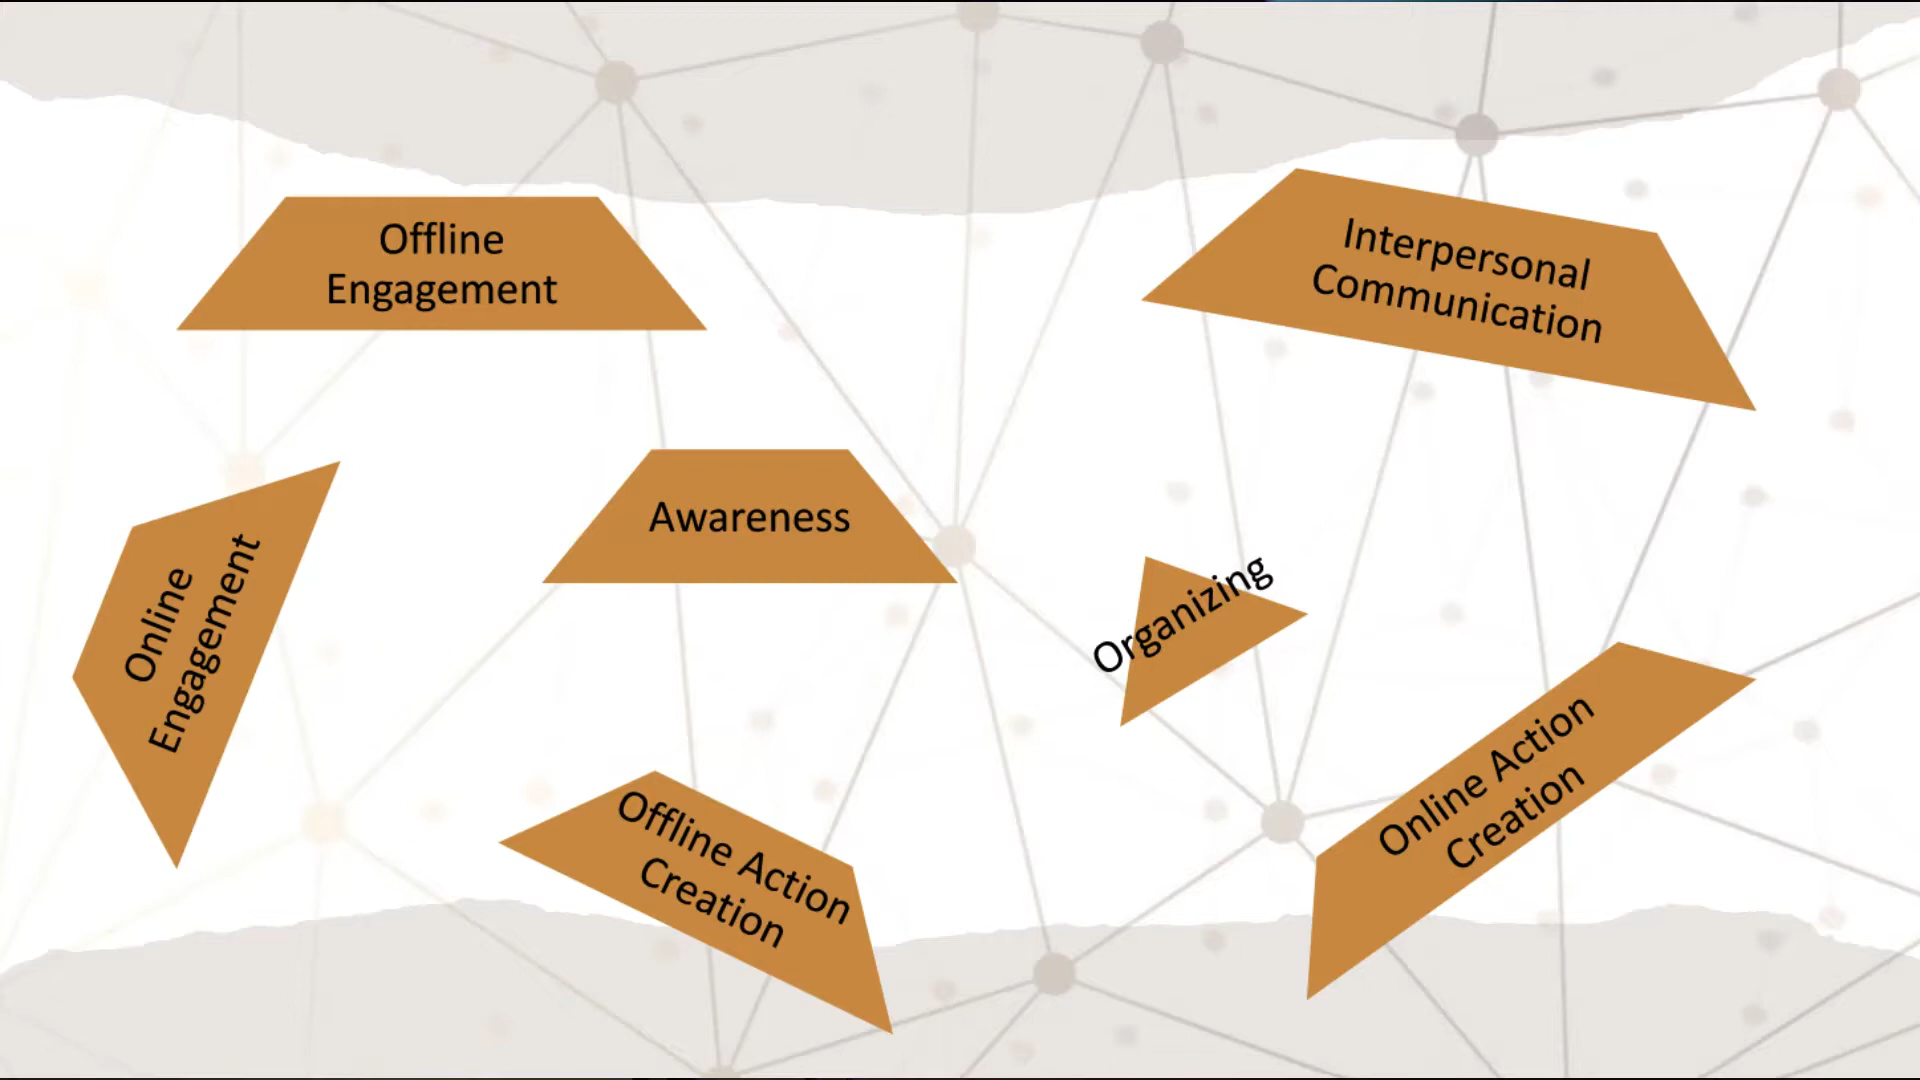 Offline
Engagement
Interpersonal
Communication
Online
Engagement
Awareness
Organizing
Offline Action
Creation
Online Action
Creation